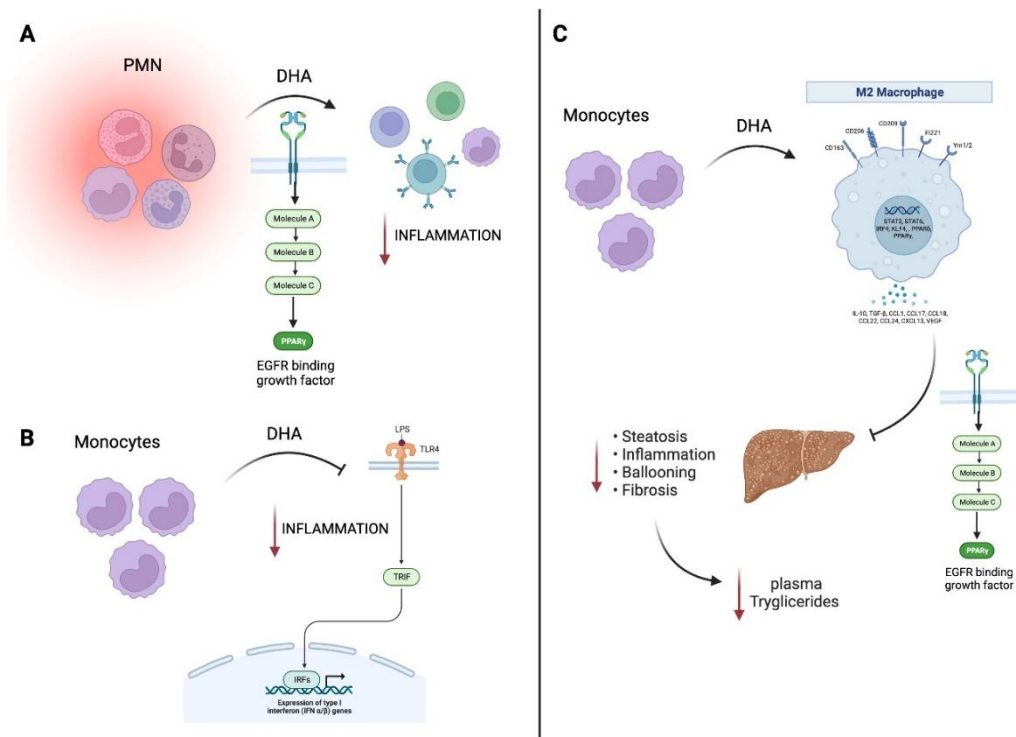 A
PMN
DHA
INFLAMMATION
Molecule A
Molecule B
Molecule C
PPARγ
EGFR binding
growth factor
B
Monocytes
DHA
LPS
TLR4
INFLAMMATION
TRIF
IRFs
Expression of type I
interferon (IFN α/β) genes
C
M2 Macrophage
Monocytes
DHA
CD163
CD206
CD209
FIZZ1
Ym1/2
STAT3, STAT6,
IRF4, KLF4, , PPARδ,
PPARγ,
IL-10, TGF-β, CCL1, CCL17, CCL18,
CCL22, CCL24, CXCL13, VEGF
• Steatosis
• Inflammation
• Ballooning
• Fibrosis
Molecule A
Molecule B
Molecule C
PPARγ
EGFR binding
growth factor
plasma
Tryglicerides